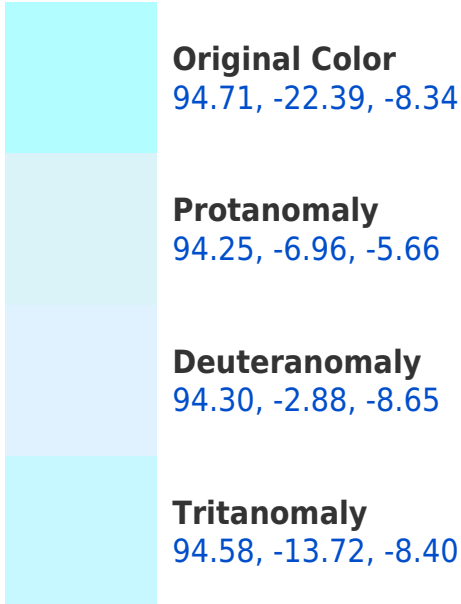 Original Color
94.71, -22.39, -8.34
Protanomaly
94.25, -6.96, -5.66
Deuteranomaly
94.30, -2.88, -8.65
Tritanomaly
94.58, -13.72, -8.40